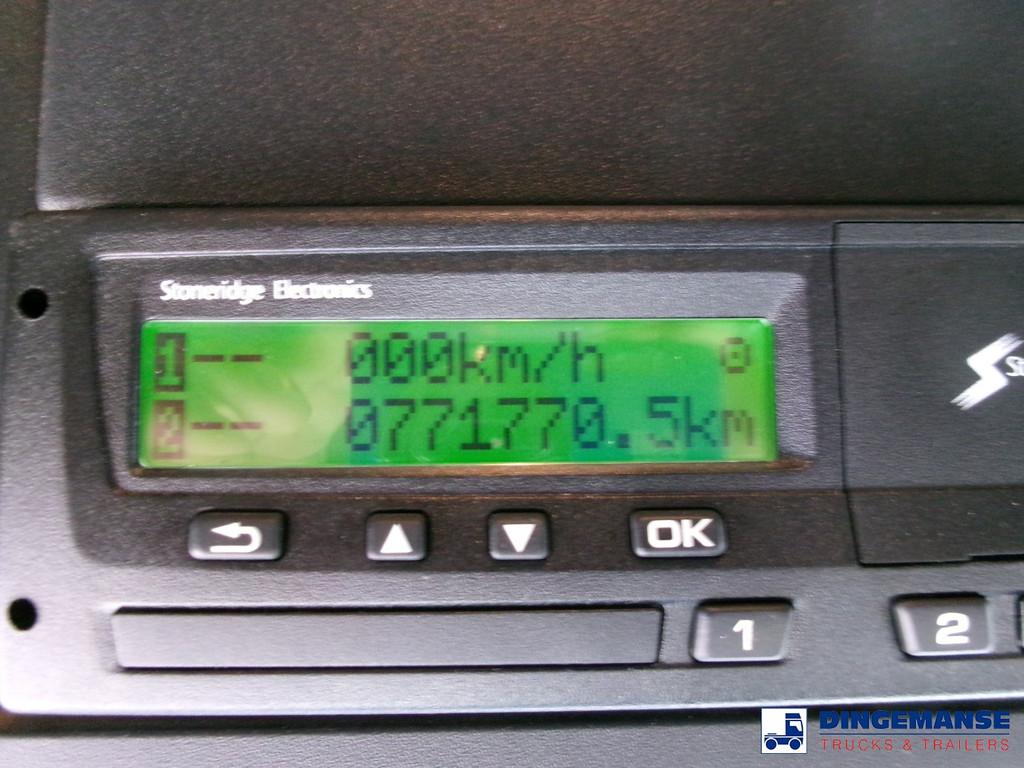 Stoneridge Electronics
1-- 000km/h
2-- 0771770.5km
OK
1
2
DINGEMANSE
TRUCKS & TRAILERS